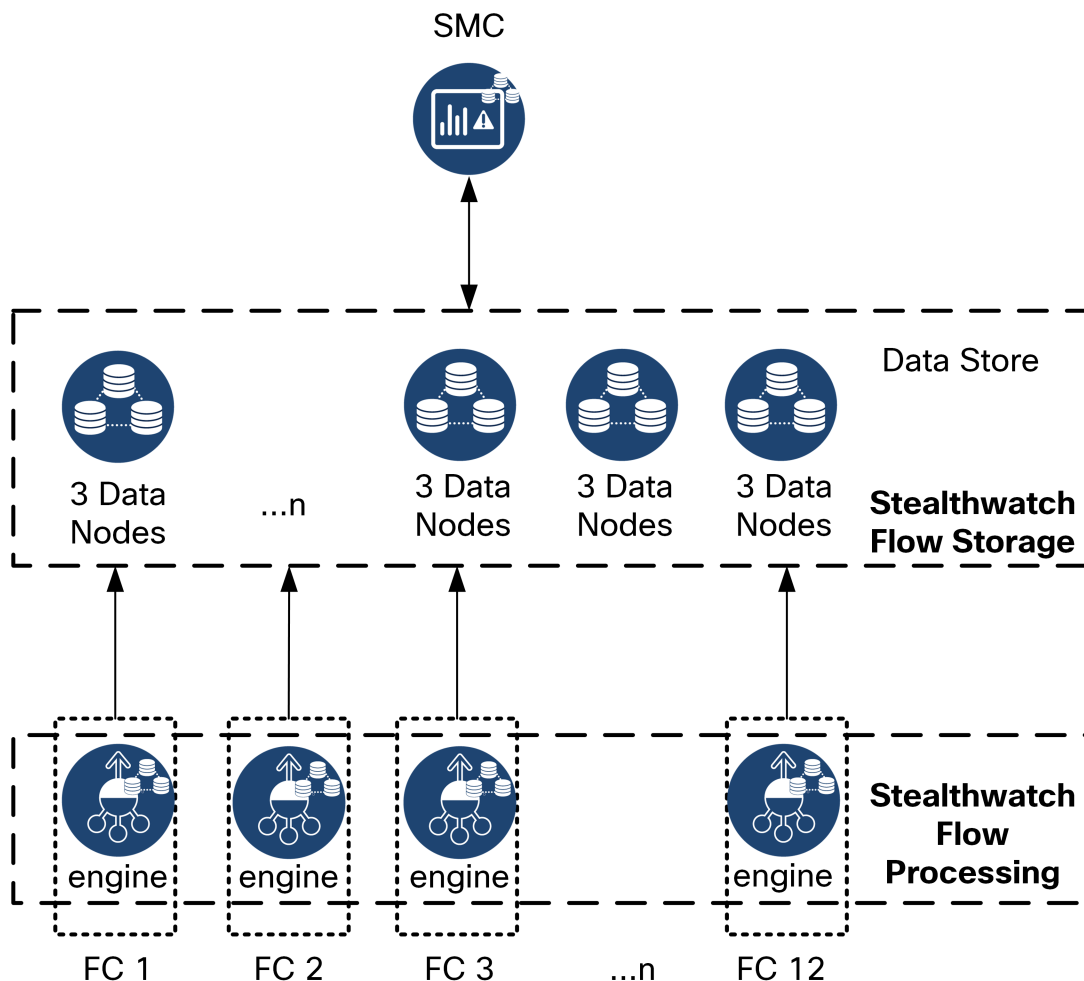 SMC
Data Store
3 Data
Nodes
...n
3 Data
Nodes
3 Data
Nodes
3 Data
Nodes
Stealthwatch
Flow Storage
engine
engine
engine
engine
Stealthwatch
Flow
Processing
FC 1
FC 2
FC 3
...n
FC 12